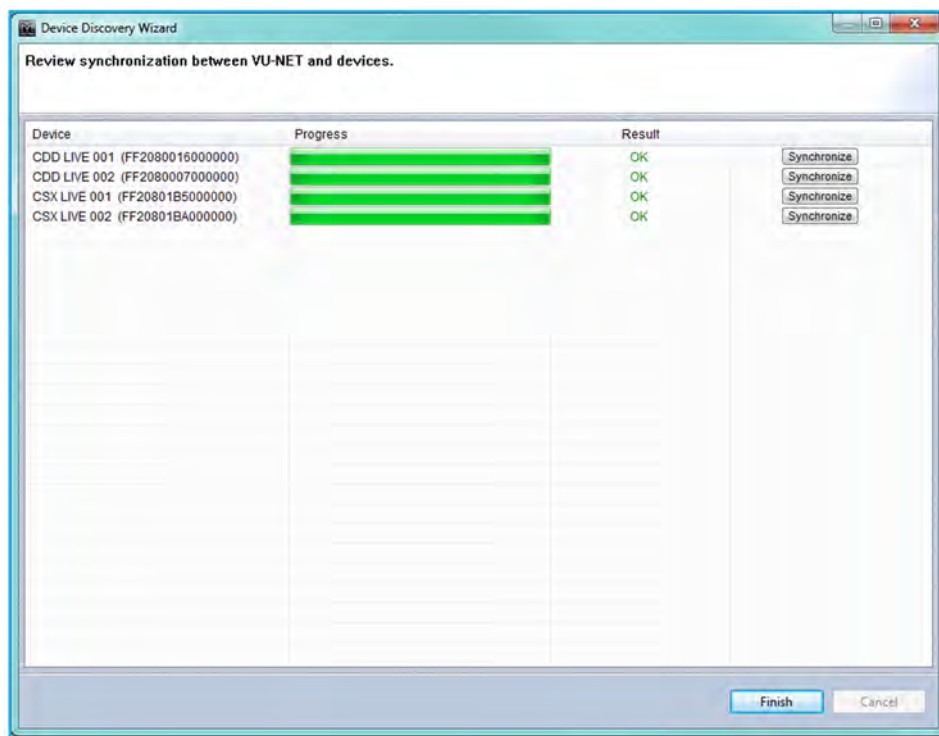 Device Discovery Wizard
Review synchronization between VU-NET and devices.
Device Progress Result
CDD LIVE 001 (FF2080016000000) OK Synchronize
CDD LIVE 002 (FF2080007000000) OK Synchronize
CSX LIVE 001 (FF20801B5000000) OK Synchronize
CSX LIVE 002 (FF20801BA000000) OK Synchronize
Finish Cancel